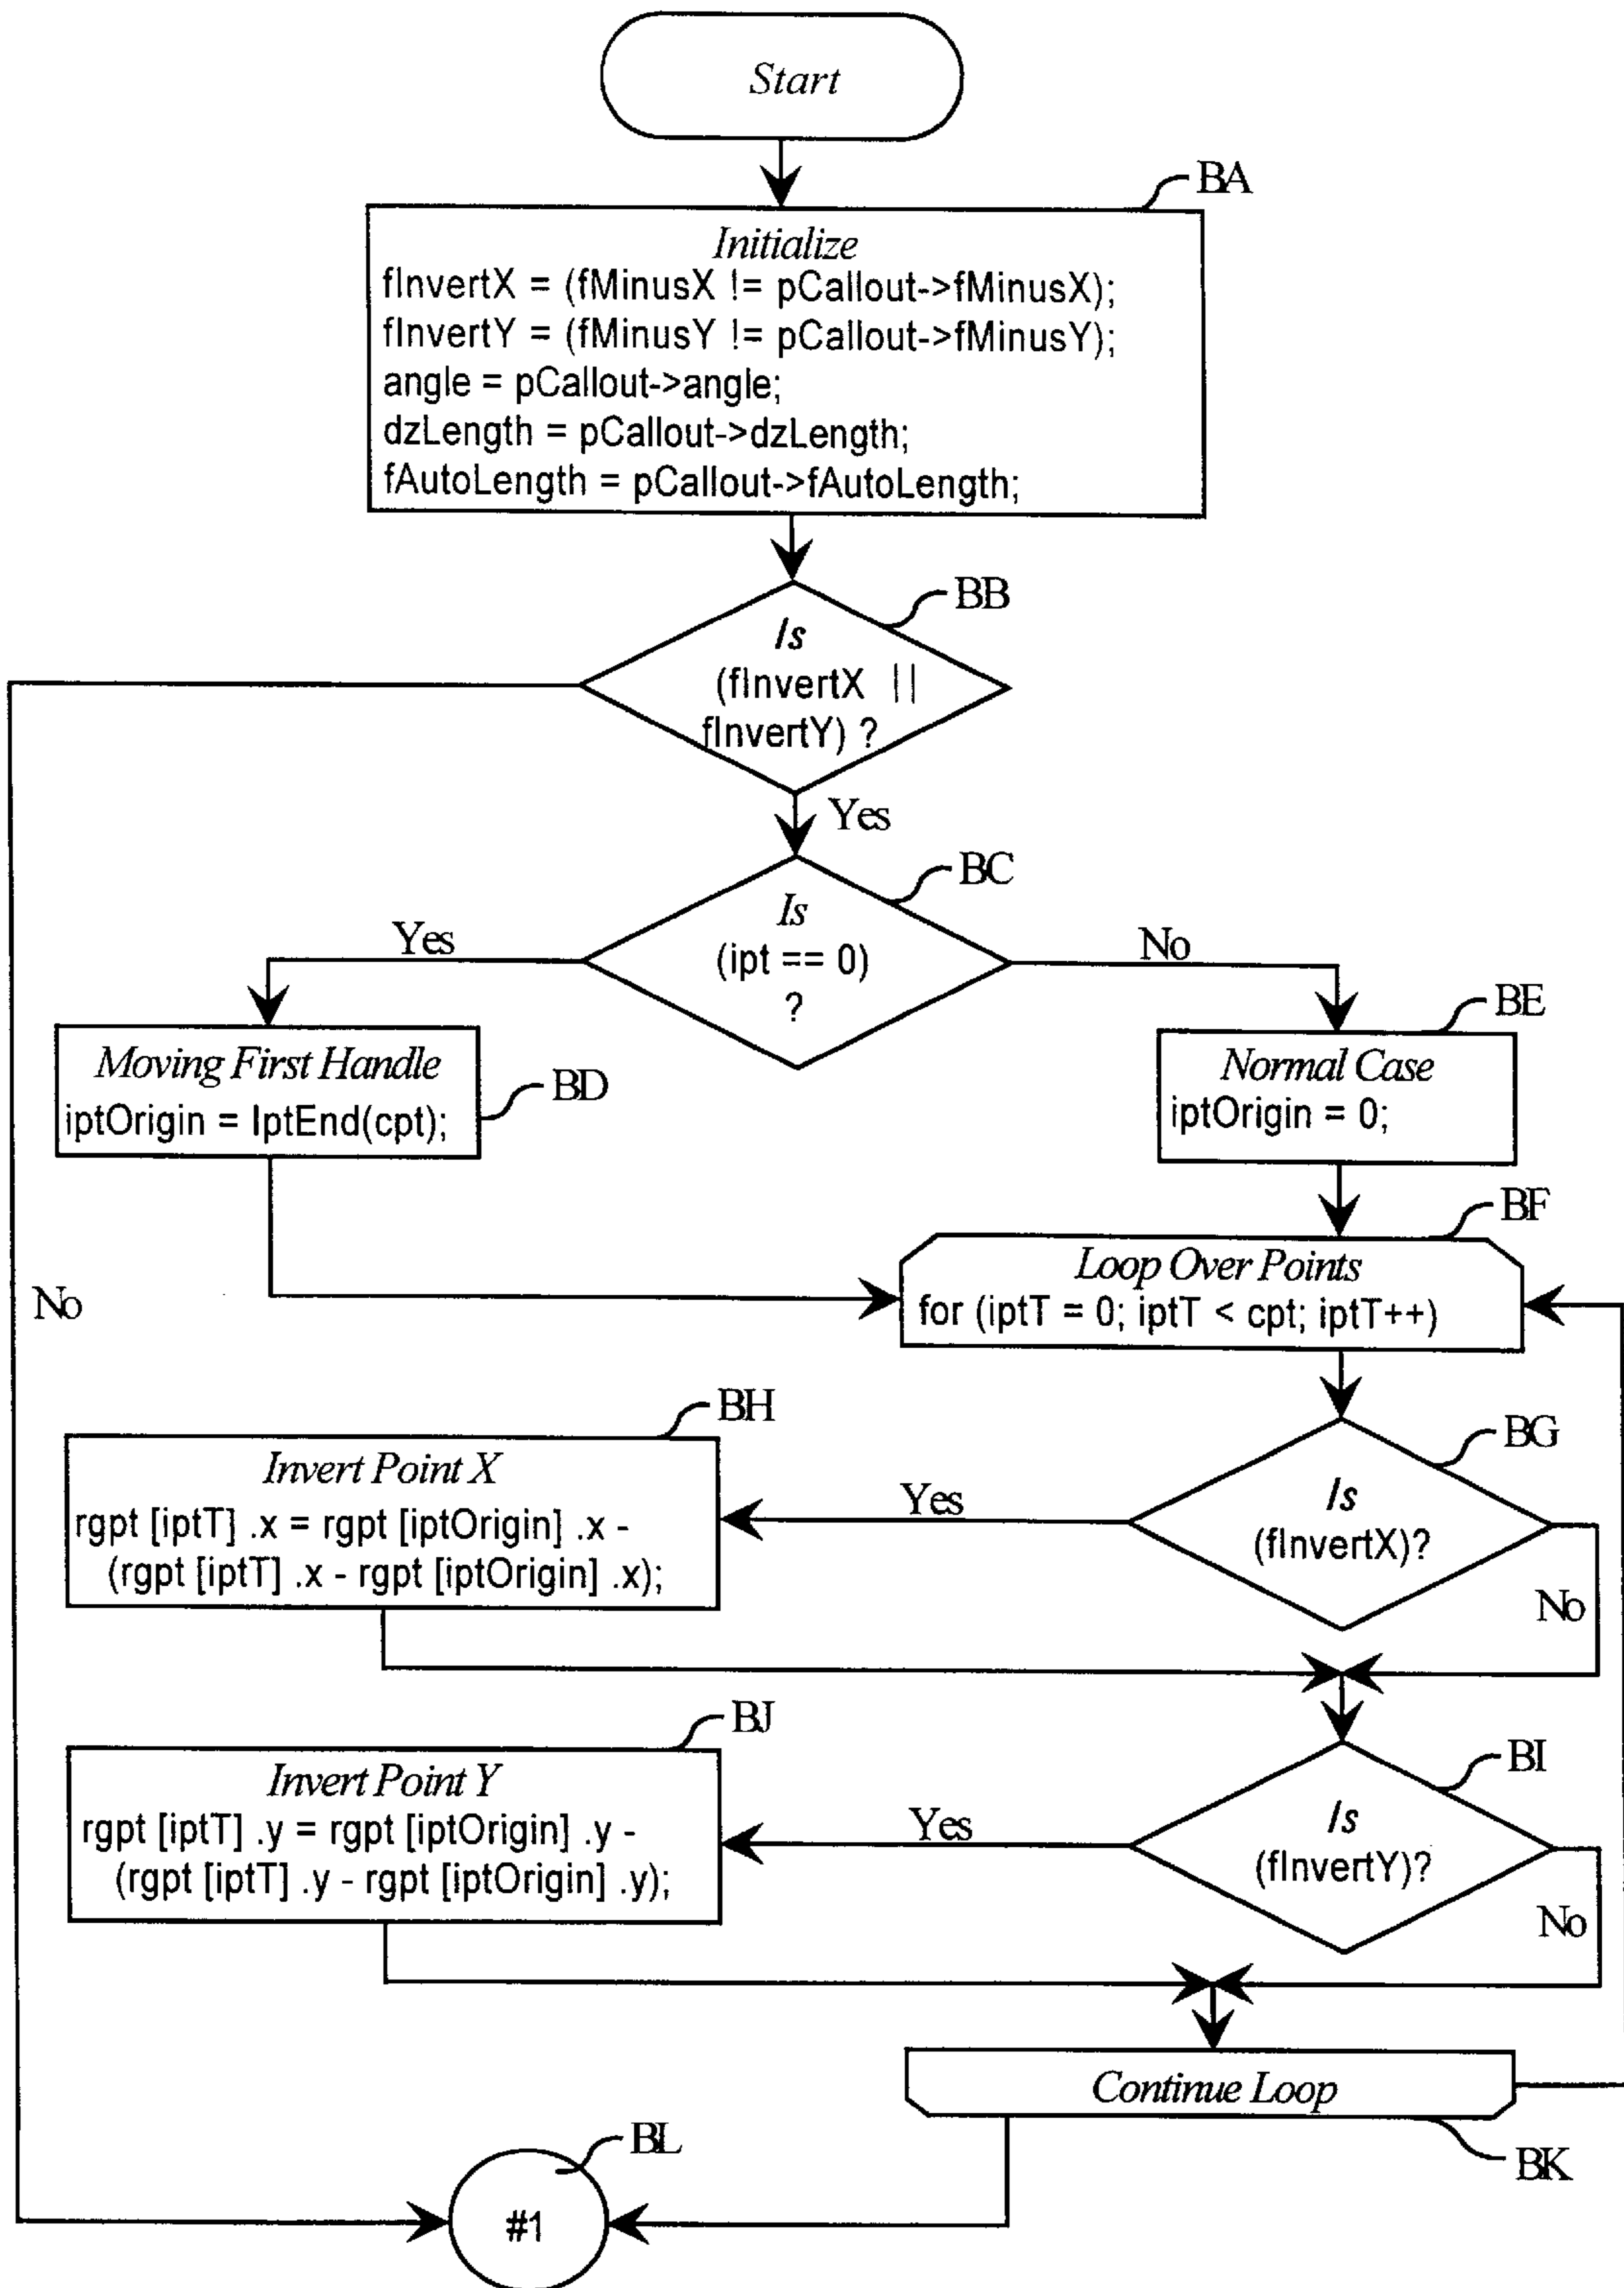 Start
BA
Initialize
fInvertX = (fMinusX != pCallout->fMinusX);
fInvertY = (fMinusY != pCallout->fMinusY);
angle = pCallout->angle;
dzLength = pCallout->dzLength;
fAutoLength = pCallout->fAutoLength;
BB
Is
(fInvertX ||
fInvertY) ?
Yes
BC
Is
(ipt == 0)
?
Yes
No
BD
Moving First Handle
iptOrigin = IptEnd(cpt);
BE
Normal Case
iptOrigin = 0;
BF
Loop Over Points
for (iptT = 0; iptT < cpt; iptT++)
No
BH
Invert Point X
rgpt [iptT] .x = rgpt [iptOrigin] .x -
(rgpt [iptT] .x - rgpt [iptOrigin] .x);
Yes
BG
Is
(fInvertX)?
No
BJ
Invert Point Y
rgpt [iptT] .y = rgpt [iptOrigin] .y -
(rgpt [iptT] .y - rgpt [iptOrigin] .y);
Yes
BI
Is
(fInvertY)?
No
Continue Loop
BK
BL
#1